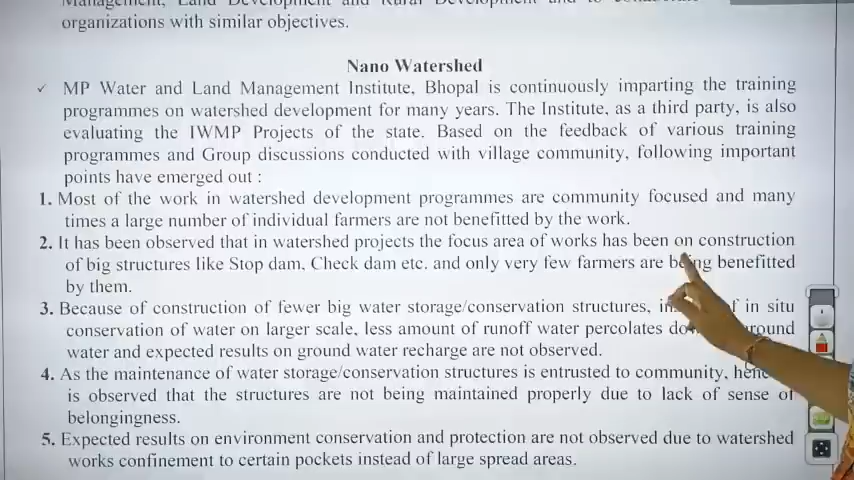 Management, Land Development and Rural Development and to
organizations with similar objectives.
Nano Watershed
✓ MP Water and Land Management Institute, Bhopal is continuously imparting the training
programmes on watershed development for many years. The Institute, as a third party, is also
evaluating the IWMP Projects of the state. Based on the feedback of various training
programmes and Group discussions conducted with village community, following important
points have emerged out :
1. Most of the work in watershed development programmes are community focused and many
times a large number of individual farmers are not benefitted by the work.
2. It has been observed that in watershed projects the focus area of works has been on construction
of big structures like Stop dam, Check dam etc. and only very few farmers are being benefitted
by them.
3. Because of construction of fewer big water storage/conservation structures, in situ
conservation of water on larger scale, less amount of runoff water percolates
water and expected results on ground water recharge are not observed.
4. As the maintenance of water storage/conservation structures is entrusted to community,
is observed that the structures are not being maintained properly due to lack of sense of
belongingness.
5. Expected results on environment conservation and protection are not observed due to watershed
works confinement to certain pockets instead of large spread areas.